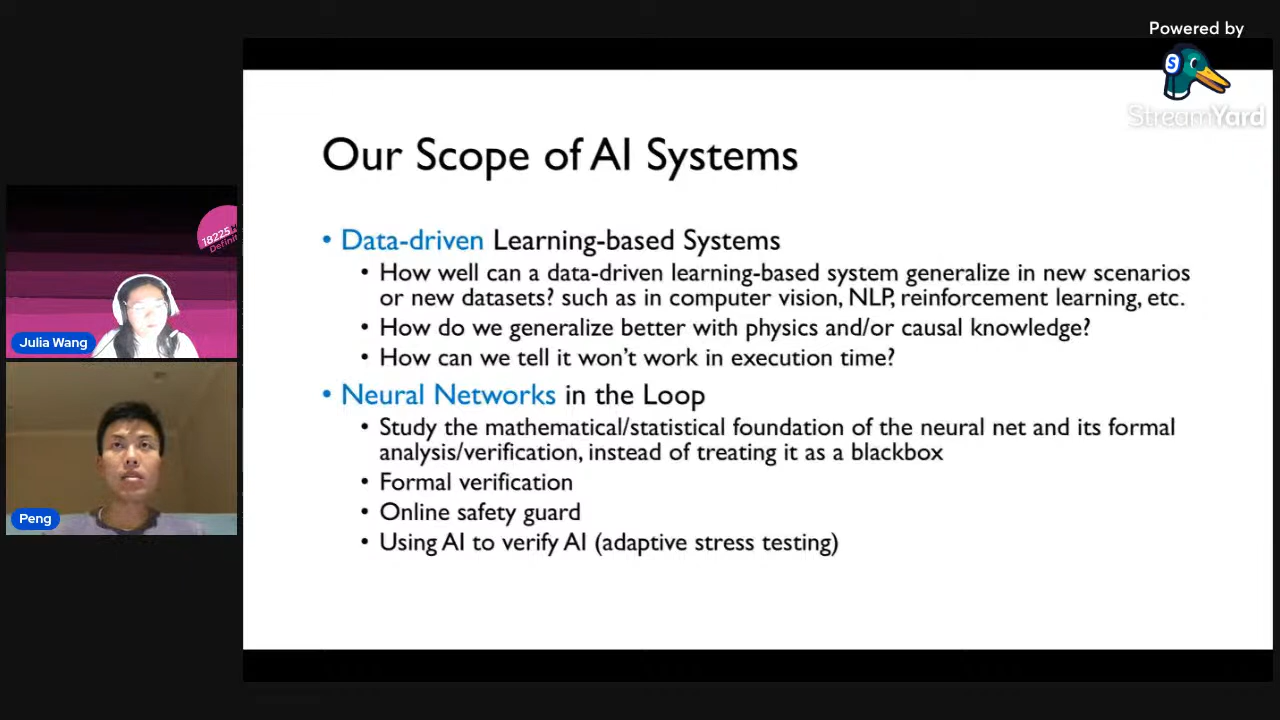 Powered by
S
StreamYard
Our Scope of AI Systems
• Data-driven Learning-based Systems
• How well can a data-driven learning-based system generalize in new scenarios
or new datasets? such as in computer vision, NLP, reinforcement learning, etc.
• How do we generalize better with physics and/or causal knowledge?
• How can we tell it won't work in execution time?
• Neural Networks in the Loop
• Study the mathematical/statistical foundation of the neural net and its formal
analysis/verification, instead of treating it as a blackbox
• Formal verification
• Online safety guard
• Using AI to verify AI (adaptive stress testing)
18225
Julia Wang
Peng